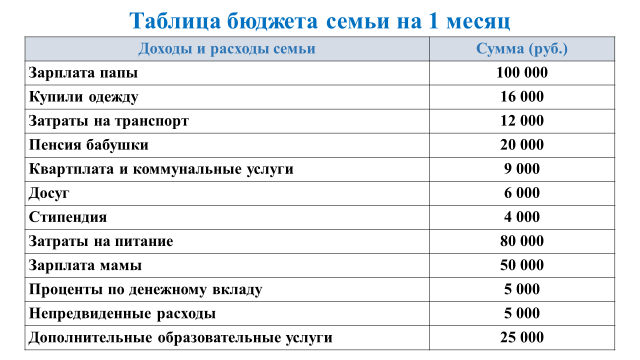 Таблица бюджета семьи на 1 месяц
Доходы и расходы семьи Сумма (руб.)
Зарплата папы 100 000
Купили одежду 16 000
Затраты на транспорт 12 000
Пенсия бабушки 20 000
Квартплата и коммунальные услуги 9 000
Досуг 6 000
Стипендия 4 000
Затраты на питание 80 000
Зарплата мамы 50 000
Проценты по денежному вкладу 5 000
Непредвиденные расходы 5 000
Дополнительные образовательные услуги 25 000